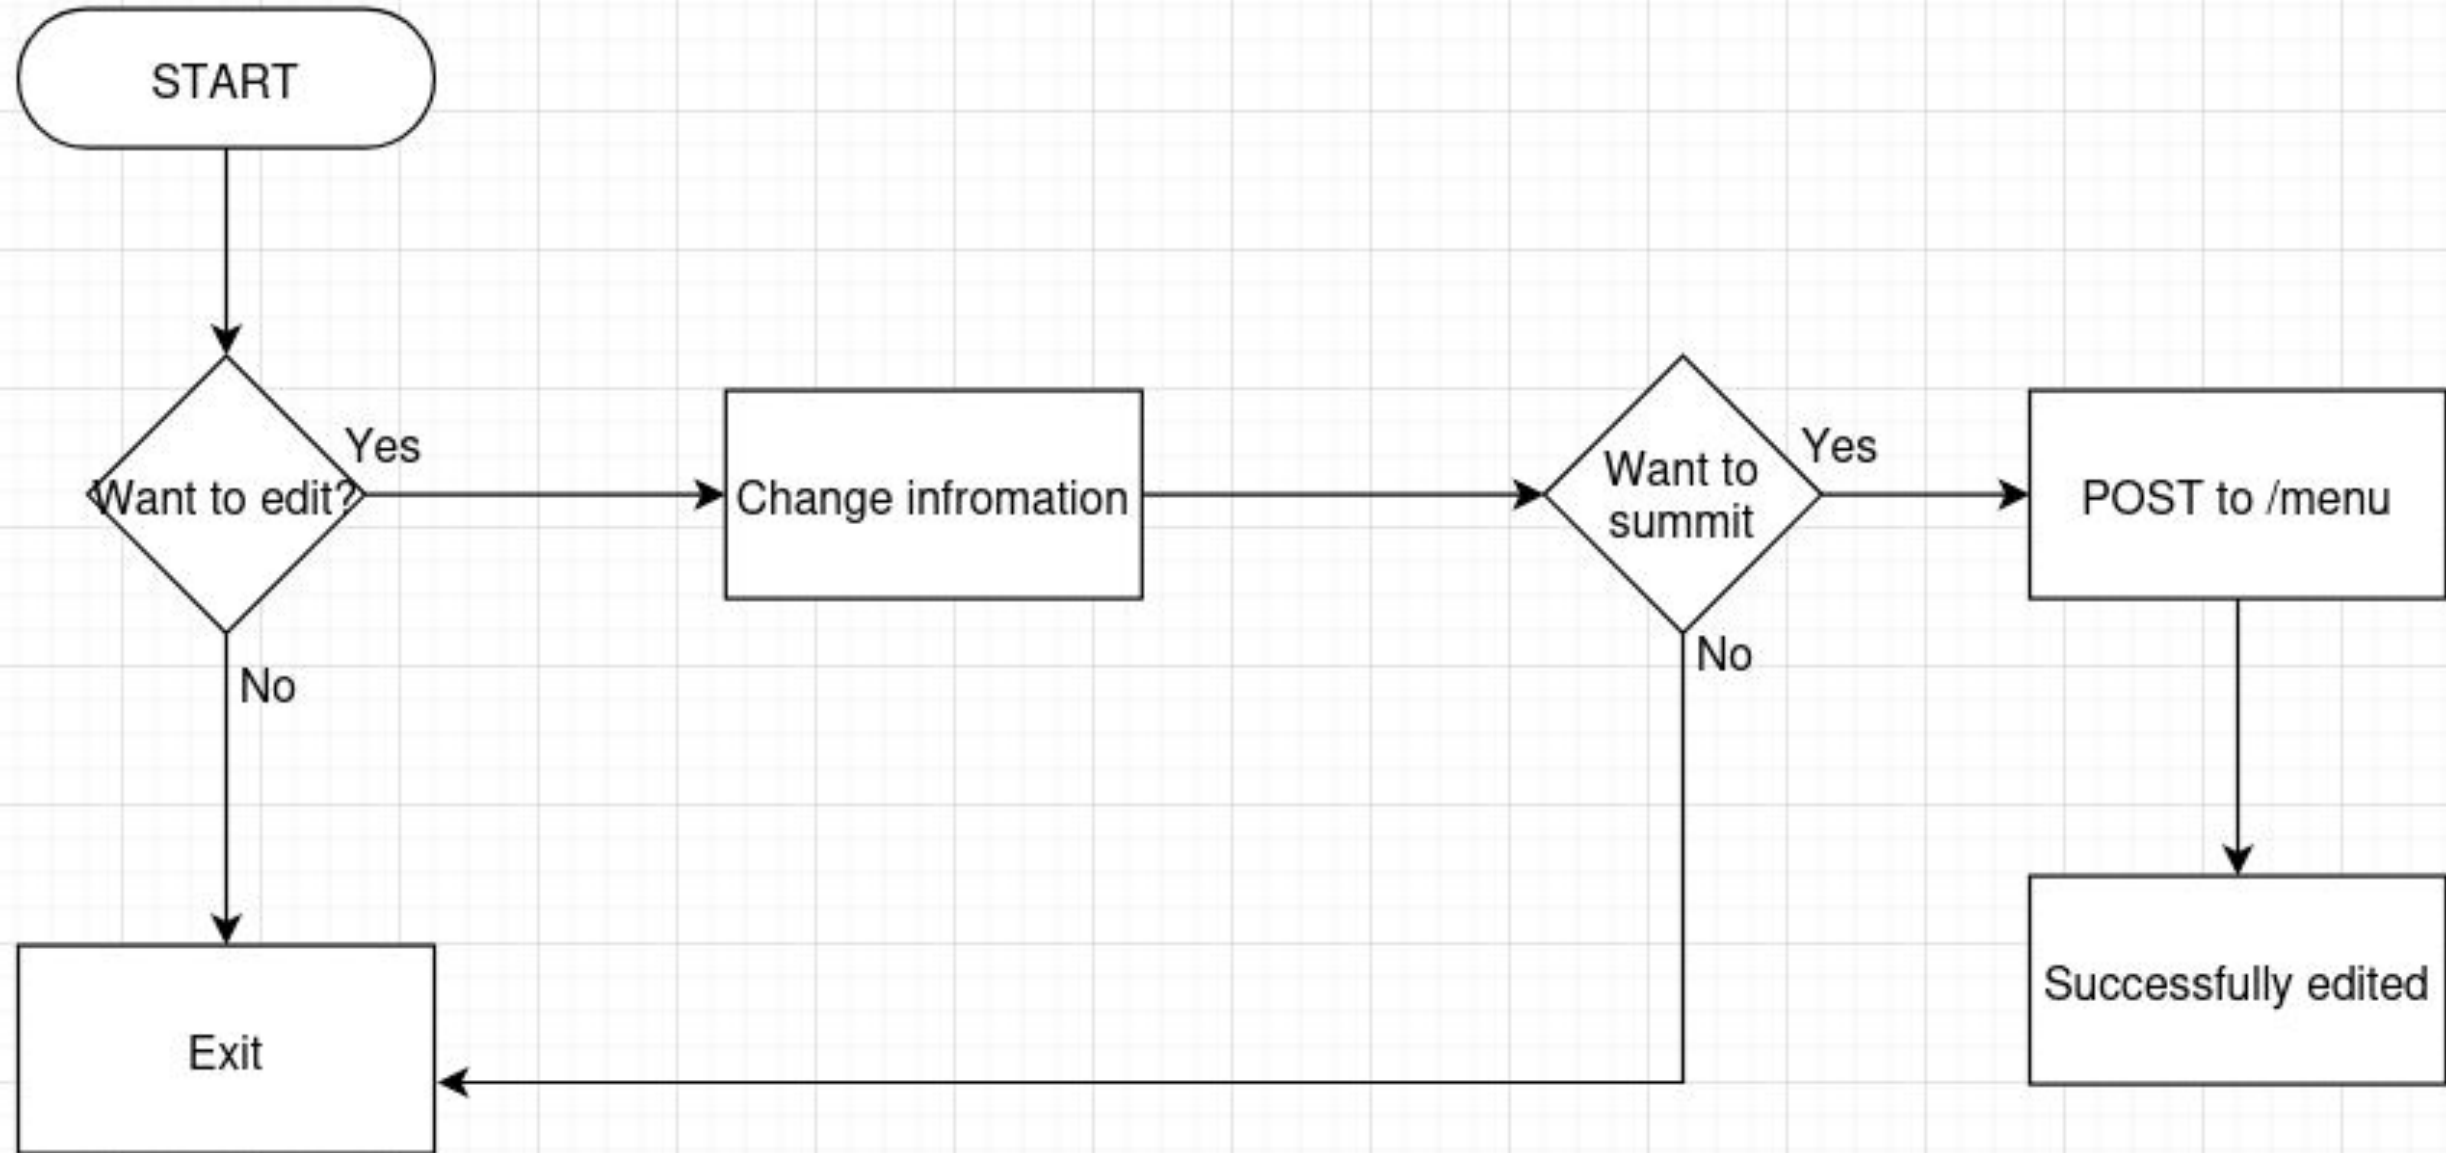 START
Want to edit?
Yes
Change infromation
Want to
summit
Yes
POST to /menu
No
No
Exit
Successfully edited